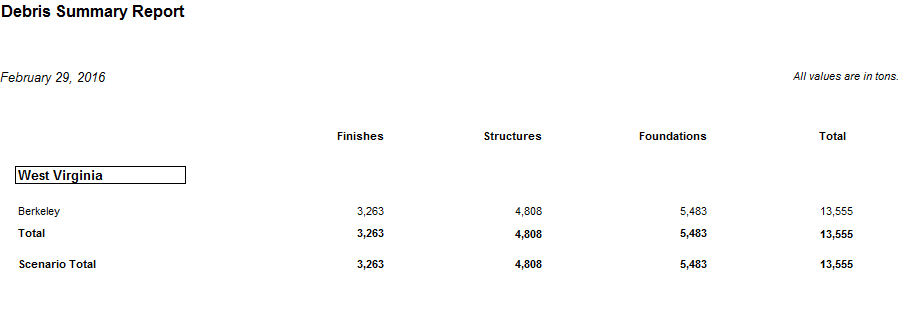 Debris Summary Report
February 29, 2016 All values are in tons.
Finishes Structures Foundations Total
West Virginia
Berkeley 3,263 4,808 5,483 13,555
Total 3,263 4,808 5,483 13,555
Scenario Total 3,263 4,808 5,483 13,555